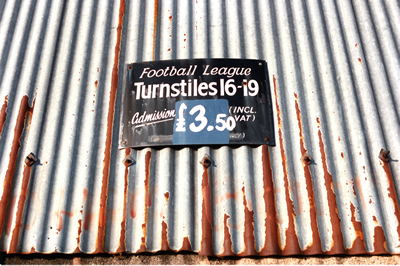 Football League
Turnstiles 16-19
Admission £3.50 (INCL. VAT)